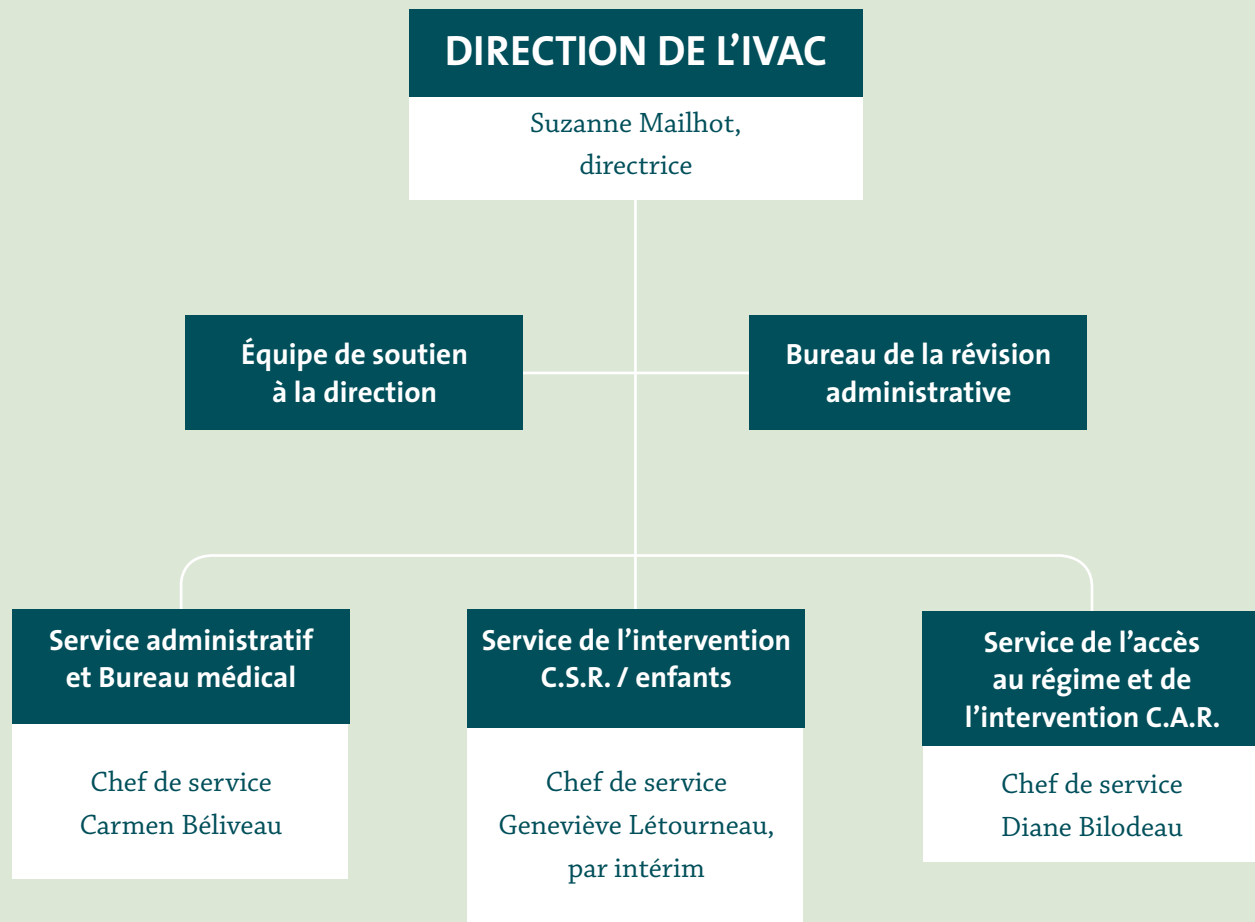 DIRECTION DE L’IVAC
Suzanne Mailhot,
directrice
Équipe de soutien
à la direction
Bureau de la révision
administrative
Service administratif
et Bureau médical
Chef de service
Carmen Béliveau
Service de l’intervention
C.S.R. / enfants
Chef de service
Geneviève Létourneau,
par intérim
Service de l’accès
au régime et de
l’intervention C.A.R.
Chef de service
Diane Bilodeau